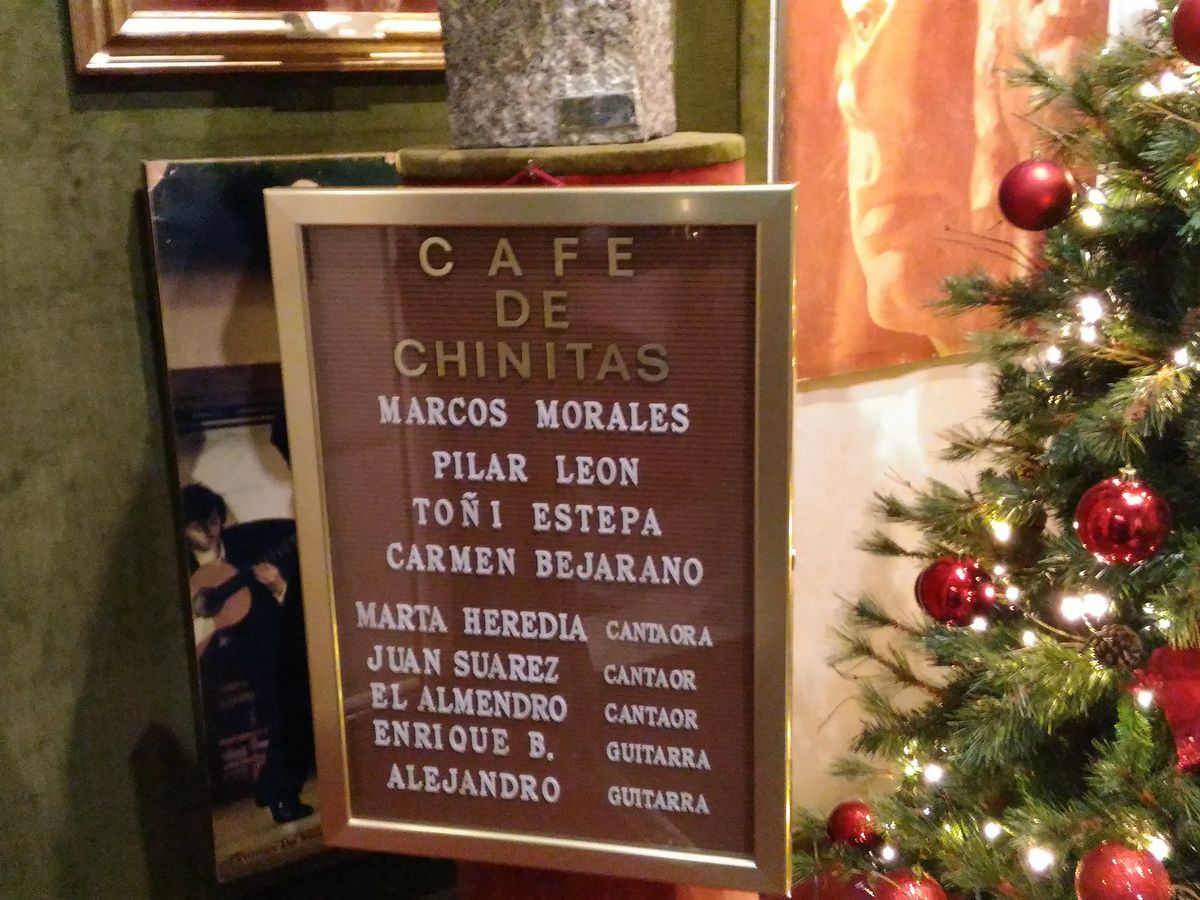 CAFE
DE
CHINITAS
MARCOS MORALES
PILAR LEON
TOÑI ESTEPA
CARMEN BEJARANO
MARTA HEREDIA CANTAORA
JUAN SUAREZ CANTAOR
EL ALMENDRO CANTAOR
ENRIQUE B. GUITARRA
ALEJANDRO GUITARRA